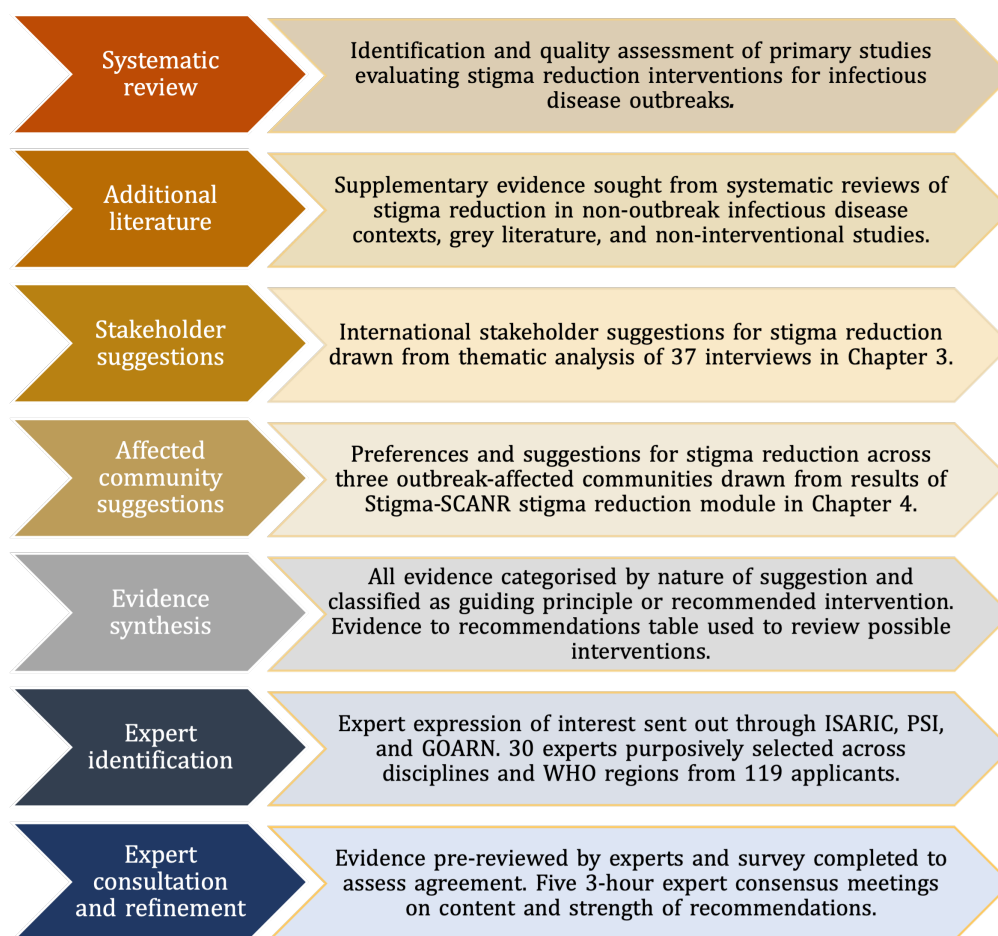 Systematic
review
Identification and quality assessment of primary studies
evaluating stigma reduction interventions for infectious
disease outbreaks.
Additional
literature
Supplementary evidence sought from systematic reviews of
stigma reduction in non-outbreak infectious disease
contexts, grey literature, and non-interventional studies.
Stakeholder
suggestions
International stakeholder suggestions for stigma reduction
drawn from thematic analysis of 37 interviews in Chapter 3.
Affected
community
suggestions
Preferences and suggestions for stigma reduction across
three outbreak-affected communities drawn from results of
Stigma-SCANR stigma reduction module in Chapter 4.
Evidence
synthesis
All evidence categorised by nature of suggestion and
classified as guiding principle or recommended intervention.
Evidence to recommendations table used to review possible
interventions.
Expert
identification
Expert expression of interest sent out through ISARIC, PSI,
and GOARN. 30 experts purposively selected across
disciplines and WHO regions from 119 applicants.
Expert
consultation
and refinement
Evidence pre-reviewed by experts and survey completed to
assess agreement. Five 3-hour expert consensus meetings
on content and strength of recommendations.